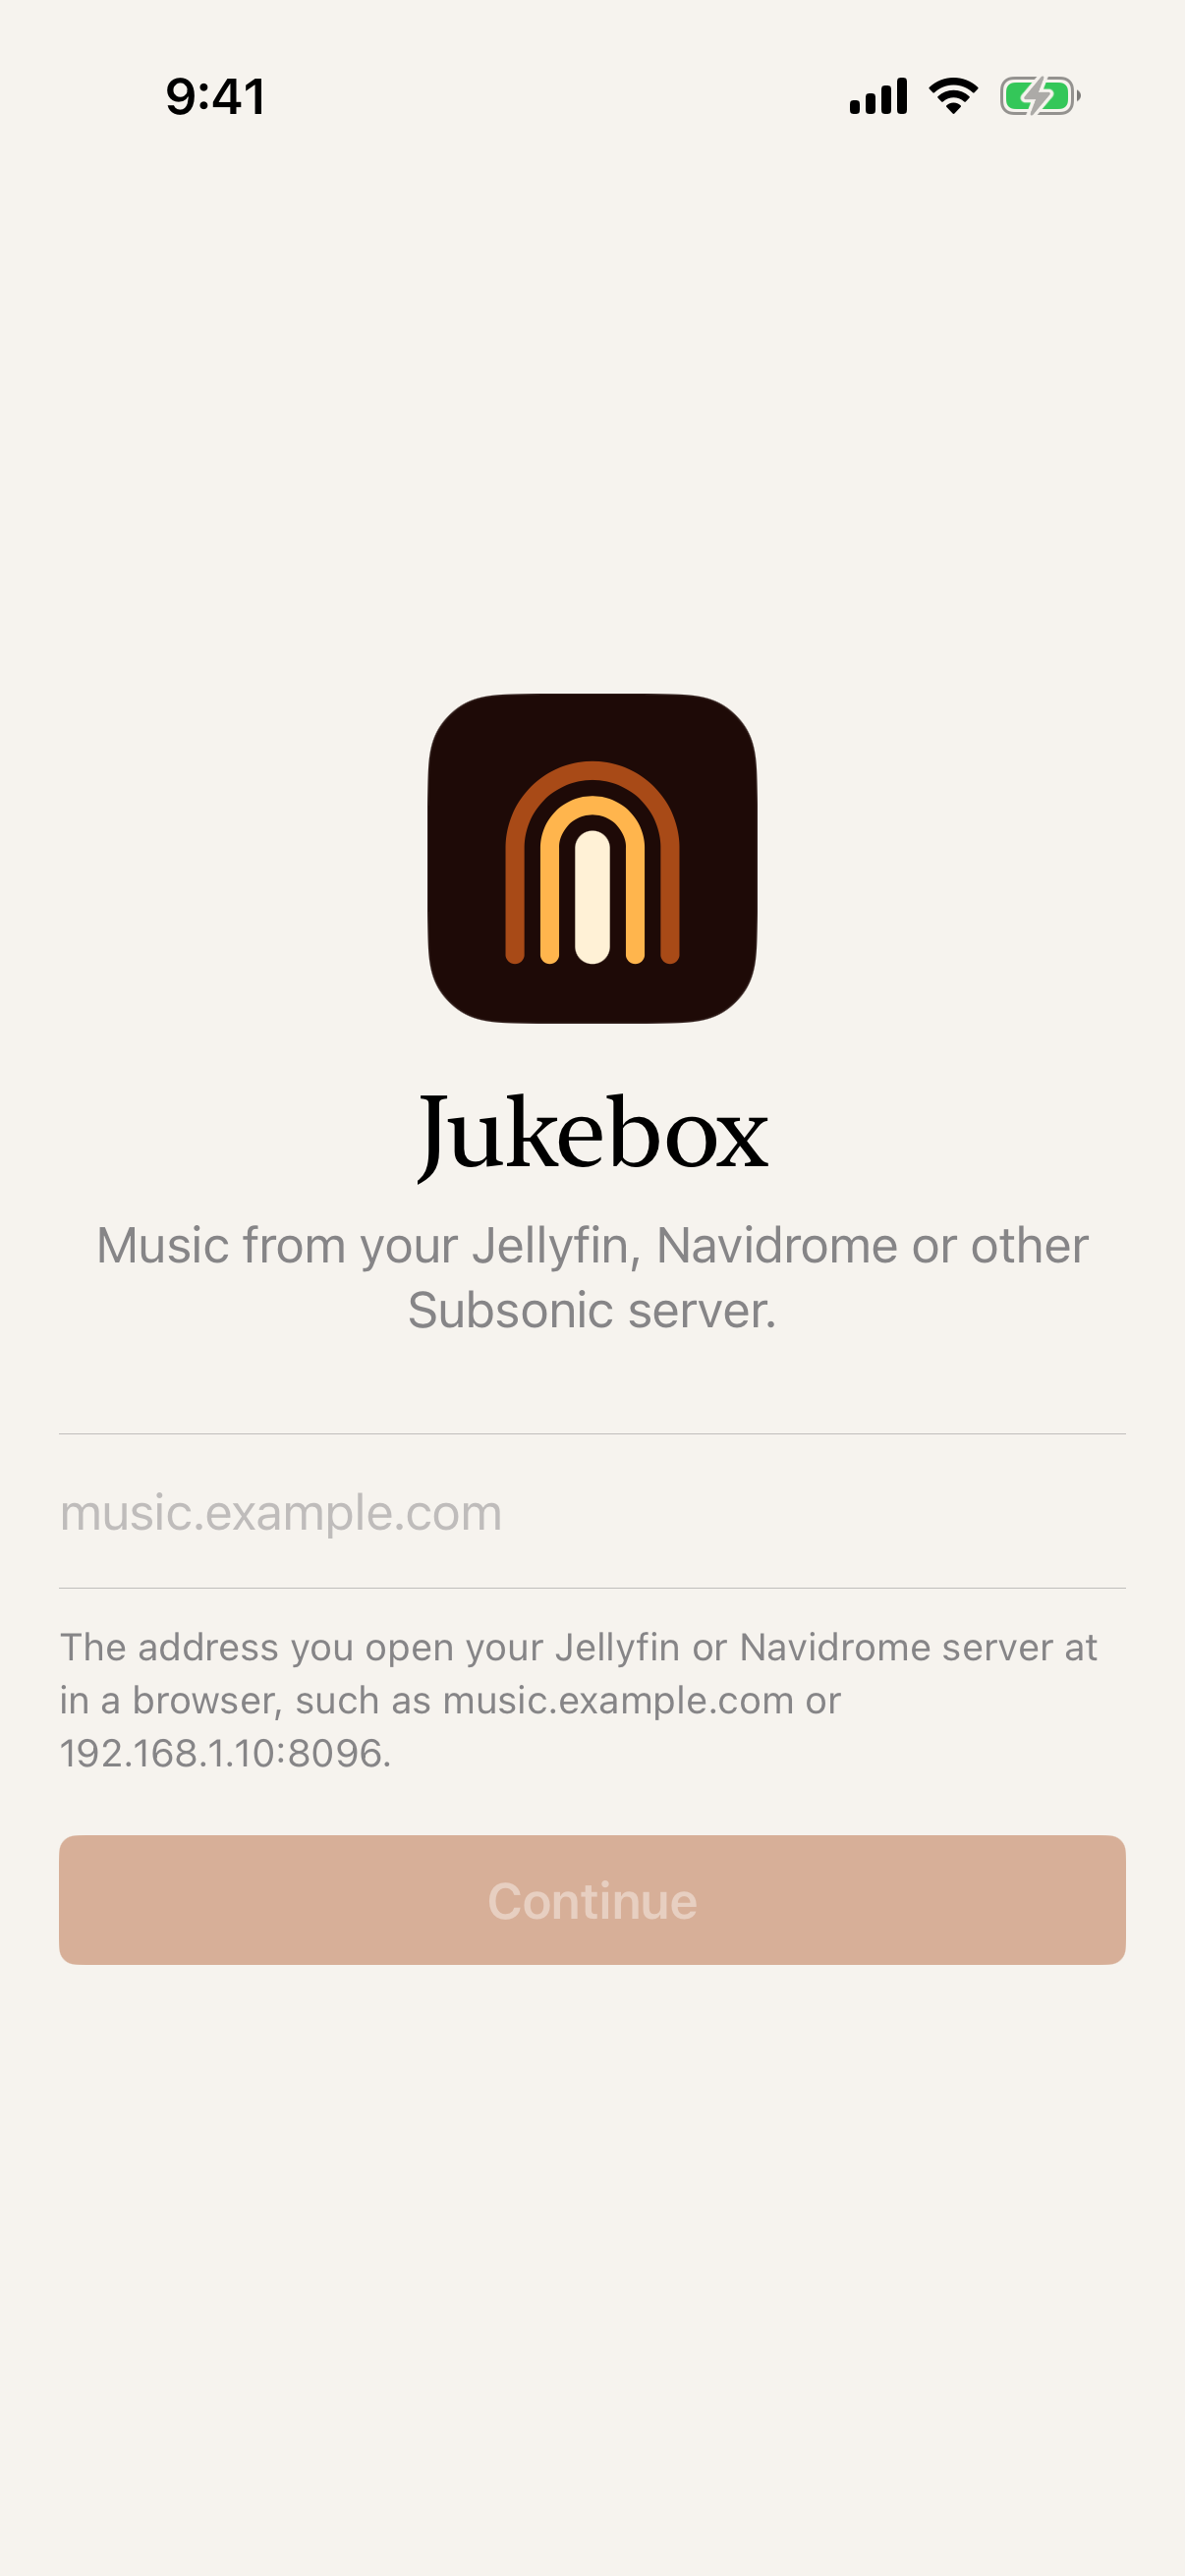 9:41
Jukebox
Music from your Jellyfin, Navidrome or other
Subsonic server.
music.example.com
The address you open your Jellyfin or Navidrome server at
in a browser, such as music.example.com or
192.168.1.10:8096.
Continue